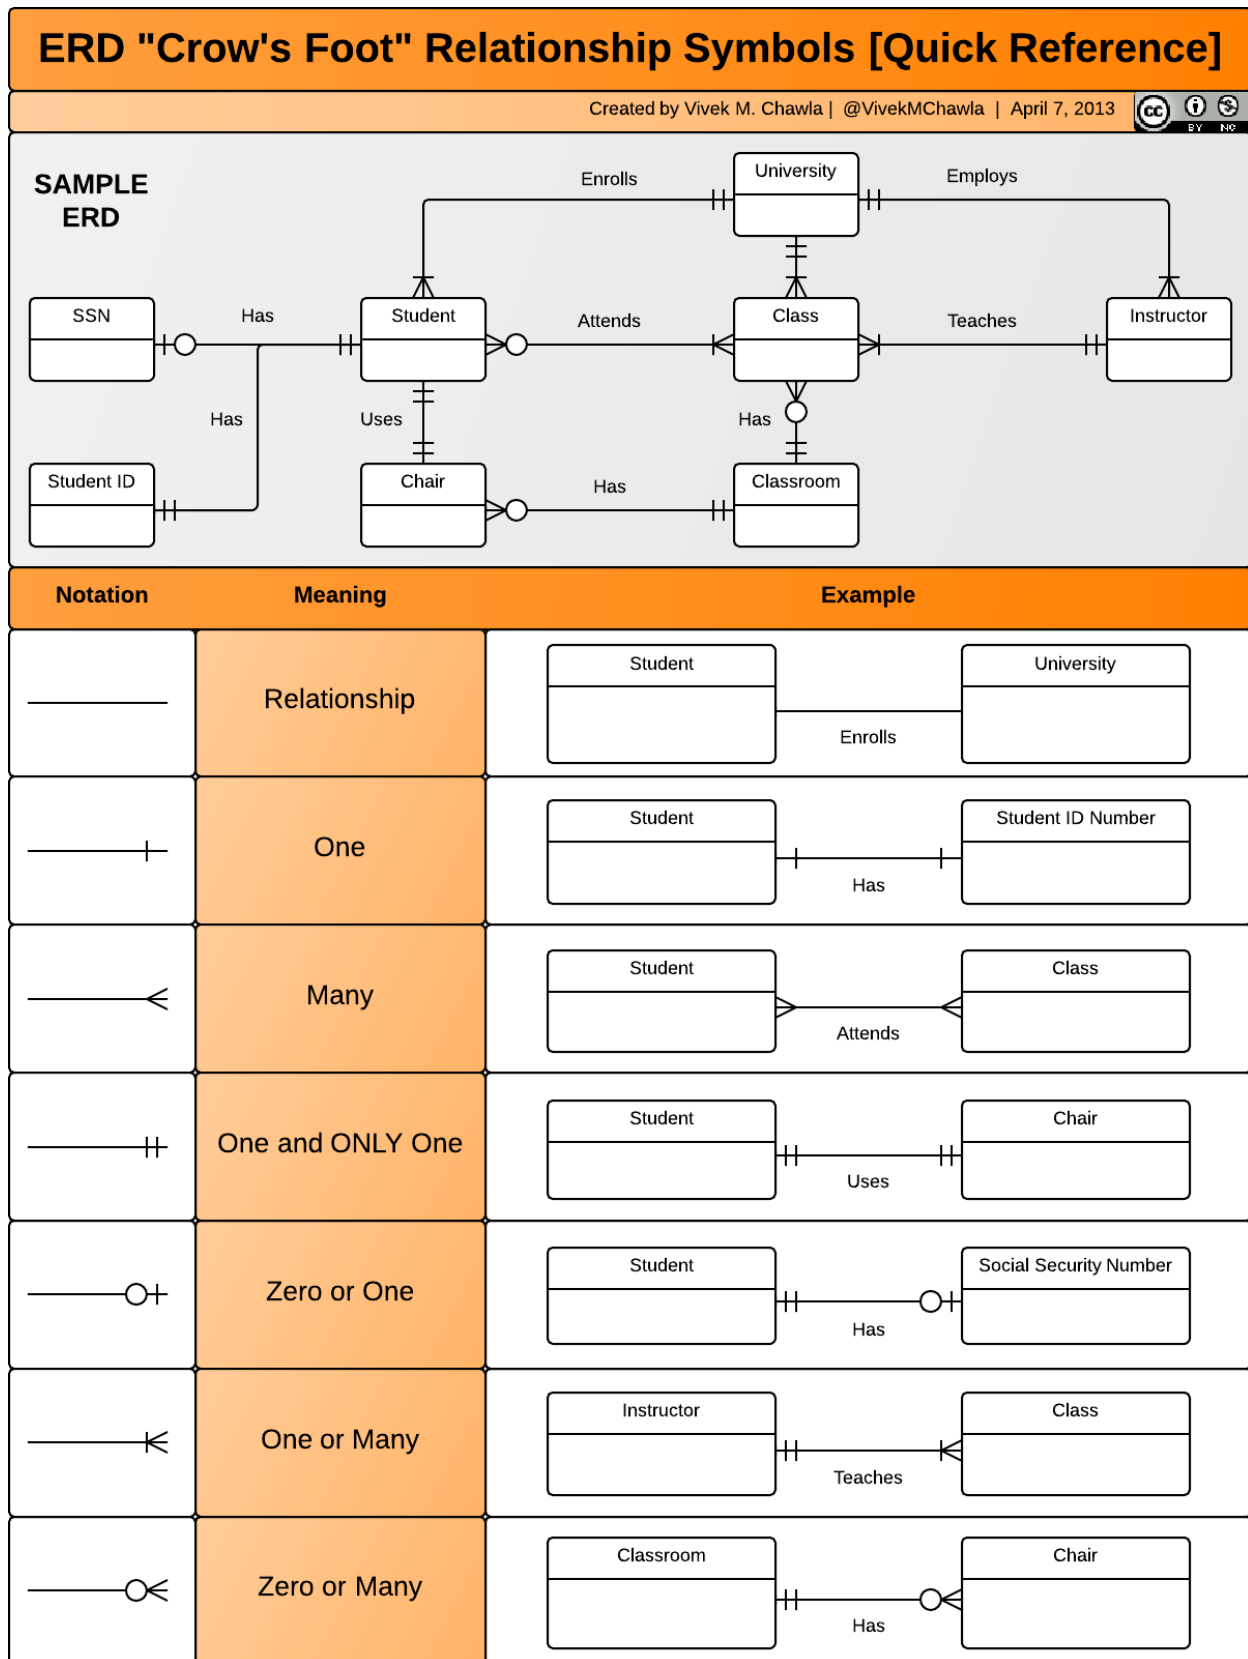 ERD "Crow's Foot" Relationship Symbols [Quick Reference]
Created by Vivek M. Chawla | @VivekMChawla | April 7, 2013
cc
BY NC
SAMPLE
ERD
Enrolls
University
Employs
SSN
Has
Student
Attends
Class
Teaches
Instructor
Has
Uses
Has
Student ID
Chair
Has
Classroom
Notation Meaning Example
Relationship
Student
University
Enrolls
One
Student
Student ID Number
Has
Many
Student
Class
Attends
One and ONLY One
Student
Chair
Uses
Zero or One
Student
Social Security Number
Has
One or Many
Instructor
Class
Teaches
Zero or Many
Classroom
Chair
Has